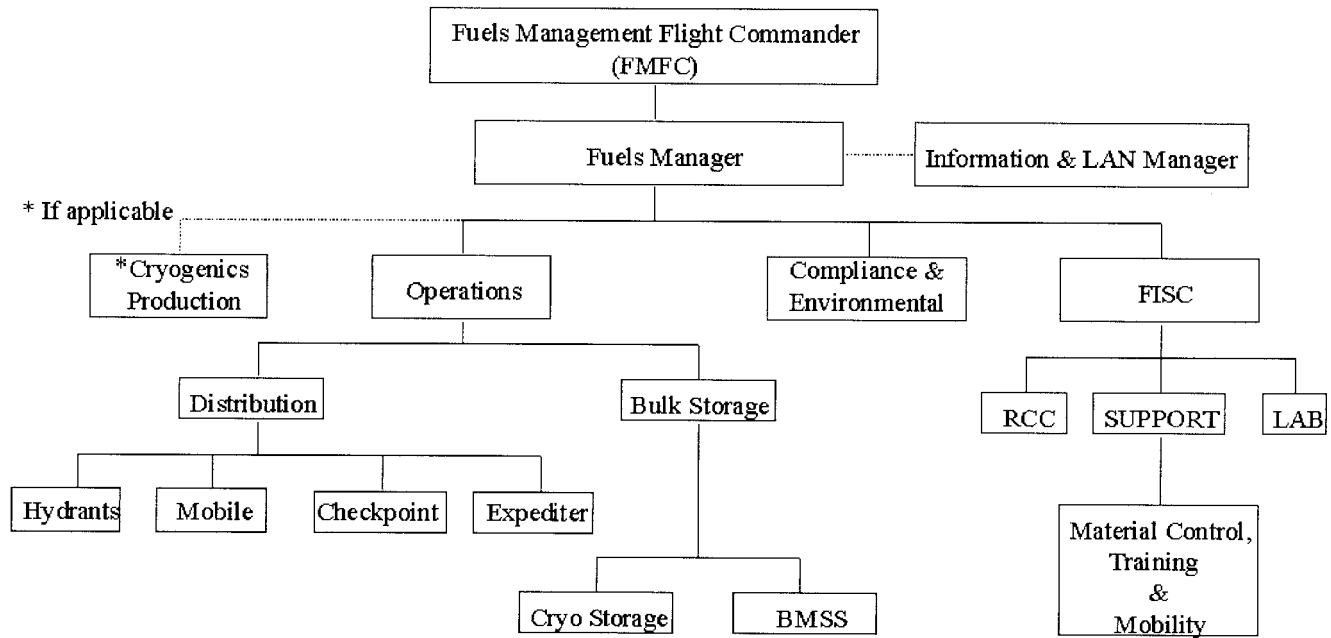 Fuels Management Flight Commander
(FMFC)
Fuels Manager
Information & LAN Manager
* If applicable
*Cryogenics
Production
Operations
Compliance &
Environmental
FISC
Distribution
Bulk Storage
RCC
SUPPORT
LAB
Hydrants
Mobile
Checkpoint
Expediter
Material Control,
Training
&
Mobility
Cryo Storage
BMSS